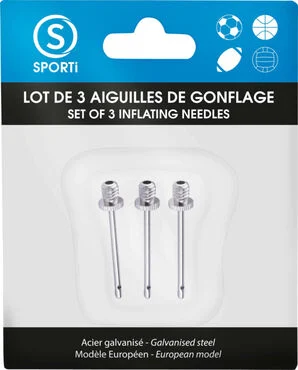 S
SPORTi
LOT DE 3 AIGUILLES DE GONFLAGE
SET OF 3 INFLATING NEEDLES
Acier galvanisé - Galvanised steel
Modèle Européen - European model